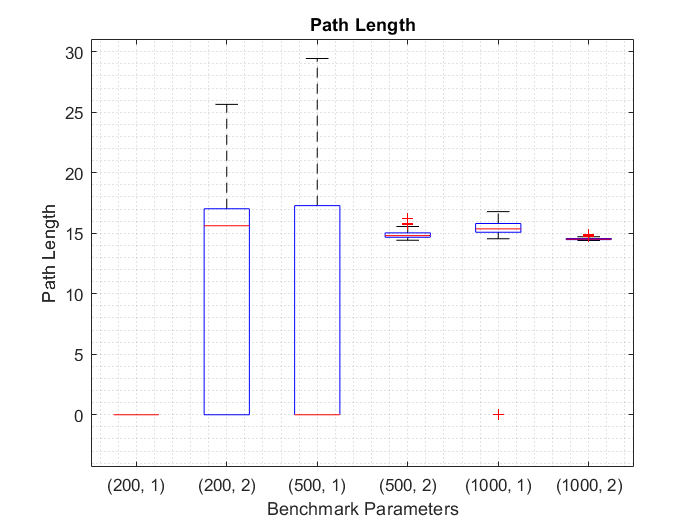 Path Length
30
25
20
15
10
5
0
Path Length
(200, 1) (200, 2) (500, 1) (500, 2) (1000, 1) (1000, 2)
Benchmark Parameters